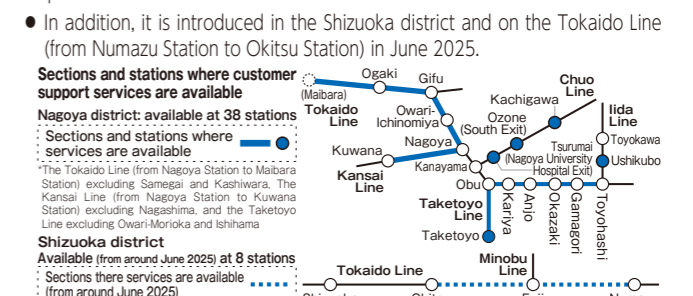 ● In addition, it is introduced in the Shizuoka district and on the Tokaido Line
(from Numazu Station to Okitsu Station) in June 2025.
Sections and stations where customer
support services are available
Nagoya district: available at 38 stations
Sections and stations where
services are available
*The Tokaido Line (from Nagoya Station to Maibara
Station) excluding Samegai and Kashiwara, The
Kansai Line (from Nagoya Station to Kuwana
Station) excluding Nagashima, and the Taketoyo
Line excluding Owari-Morioka and Ishihama
Shizuoka district
Available (from around June 2025) at 8 stations
Sections there services are available
(from around June 2025)
(Maibara)
Ogaki
Gifu
Tokaido
Line
Owari-
Ichinomiya
Kuwana
Nagoya
Kansai
Line
Kanayama
Chuo
Line
Kachigawa
Ozone
(South Exit)
Tsurumai
(Nagoya University
Hospital Exit)
Iida
Line
Toyokawa
Ushikubo
Obu
Taketoyo
Line
Taketoyo
Kariya
Anjo
Okazaki
Gamagori
Toyohashi
Tokaido Line
Minobu
Line